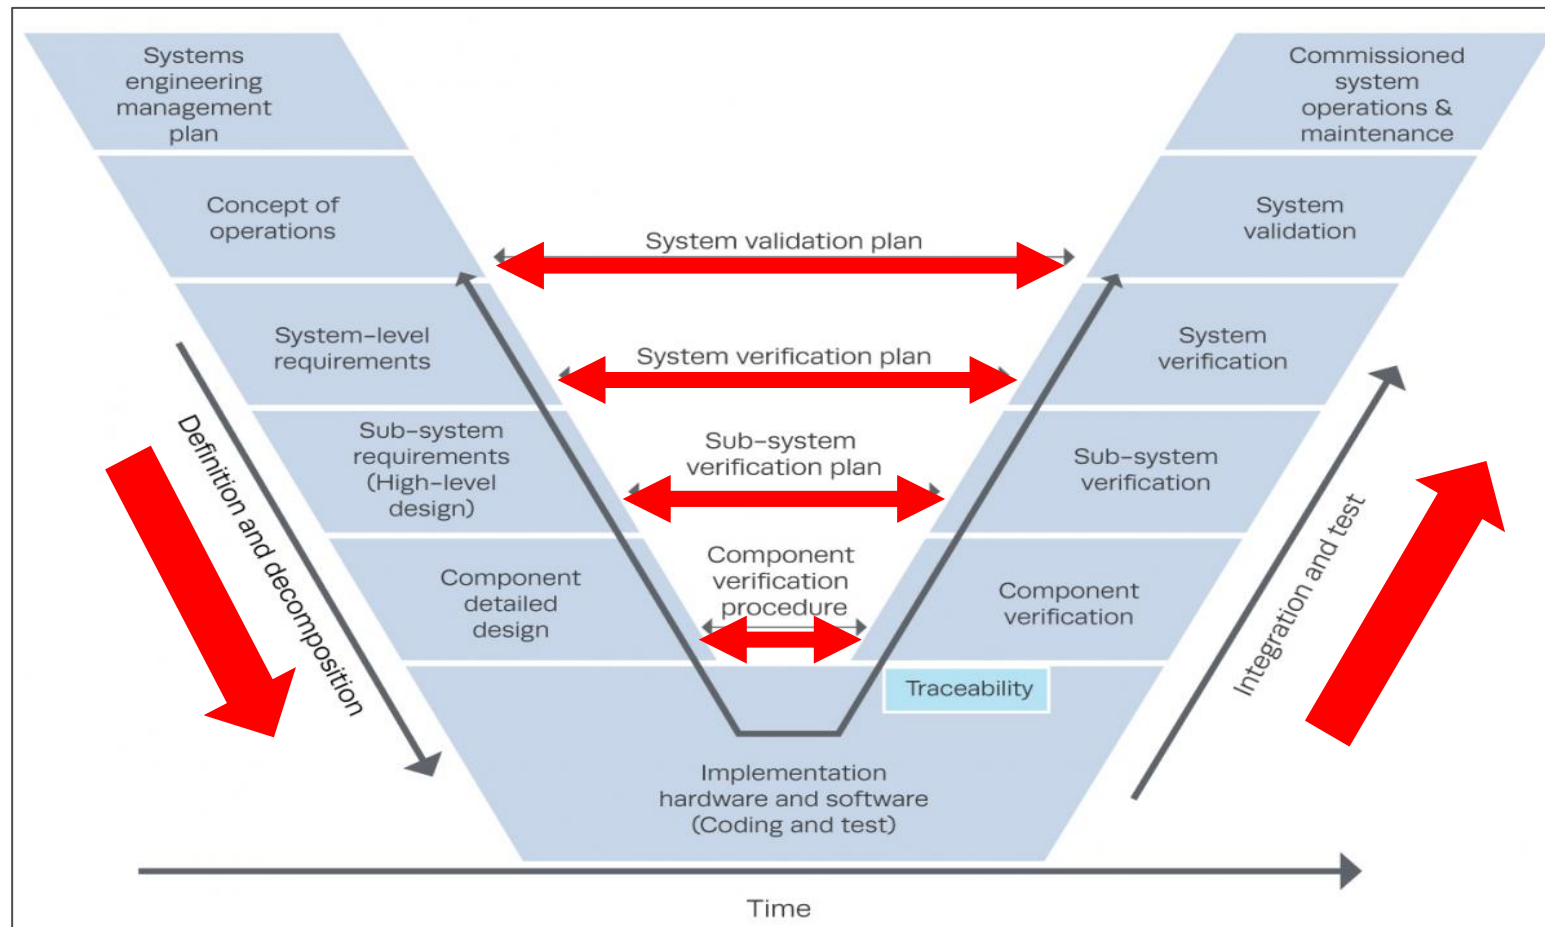 Systems
engineering
management
plan
Commissioned
system
operations &
maintenance
Concept of
operations
System validation plan
System
validation
System-level
requirements
System verification plan
System
verification
Sub-system
requirements
(High-level
design)
Sub-system
verification plan
Sub-system
verification
Component
detailed
design
Component
verification
procedure
Component
verification
Definition and decomposition
Integration and test
Traceability
Implementation
hardware and software
(Coding and test)
Time